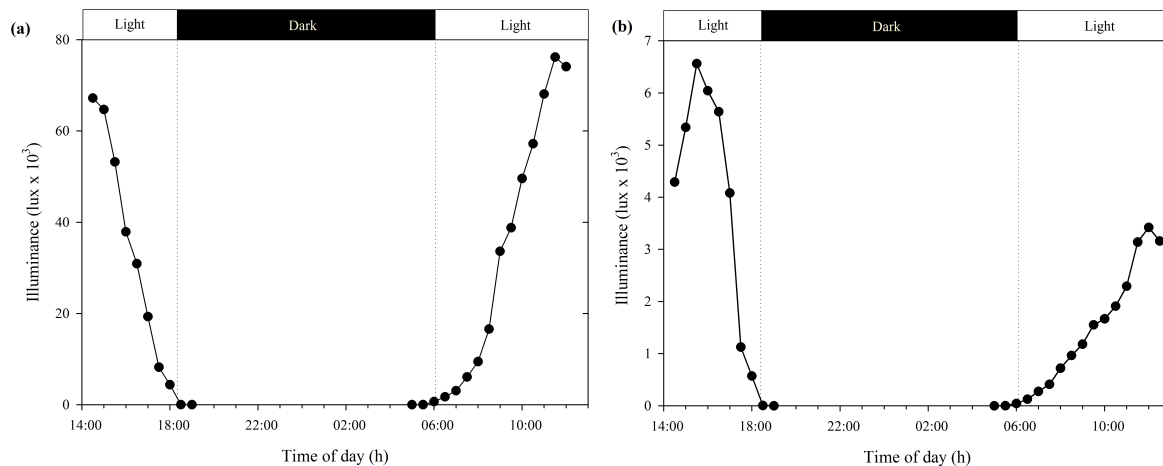 (a)
Light Dark Light
80
60
40
20
0
Illuminance (lux x 10³)
14:00 18:00 22:00 02:00 06:00 10:00
Time of day (h)
(b)
Light Dark Light
7
6
5
4
3
2
1
0
Illuminance (lux x 10³)
14:00 18:00 22:00 02:00 06:00 10:00
Time of day (h)